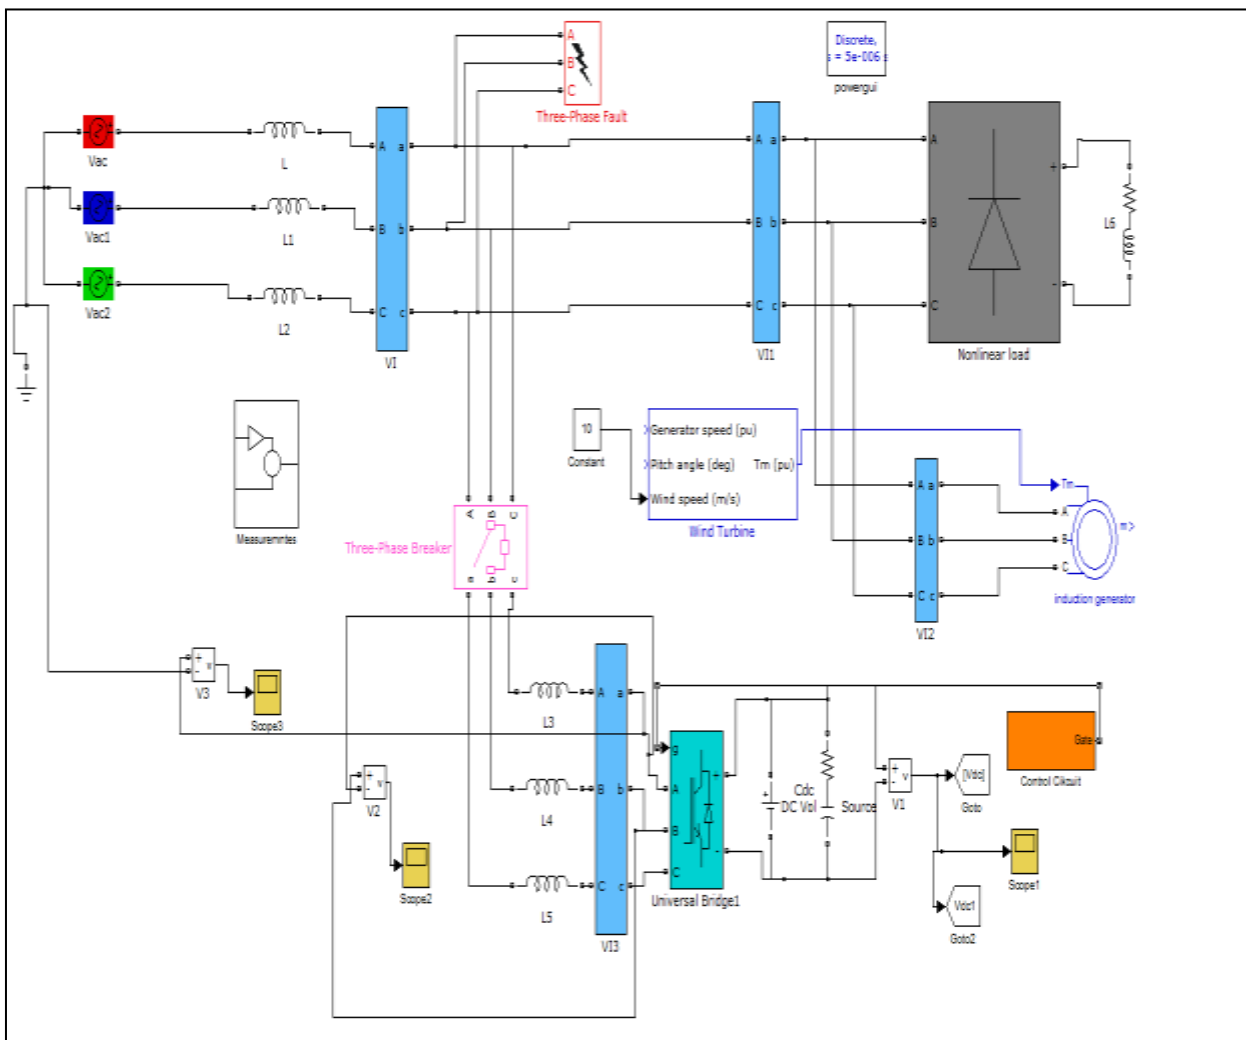 A
B
C
Three-Phase Fault
Discrete,
s = 5e-006 s
powergui
Vac
L
A a
A a
A
+
Vac1
L1
B b
B b
B
L6
Vac2
L2
C c
C c
C
-
VI
VI1
Nonlinear load
Measuremntes
10
Constant
Generator speed (pu)
Pitch angle (deg)
Tm (pu)
Wind speed (m/s)
Wind Turbine
A a
B b
C c
VI2
Tm
A
B
C
m
induction generator
A B C
Three-Phase Breaker
a b c
+
-
v
V3
Scope3
L3
A a
L4
B b
L5
C c
VI3
+
-
v
V2
Scope2
g
A
B
C
+
-
Universal Bridge1
+
Cdc
DC Vol
Source
+
-
v
V1
[Vdc]
Goto
Gate
Control Cikcuit
Scope1
Vdc1
Goto2